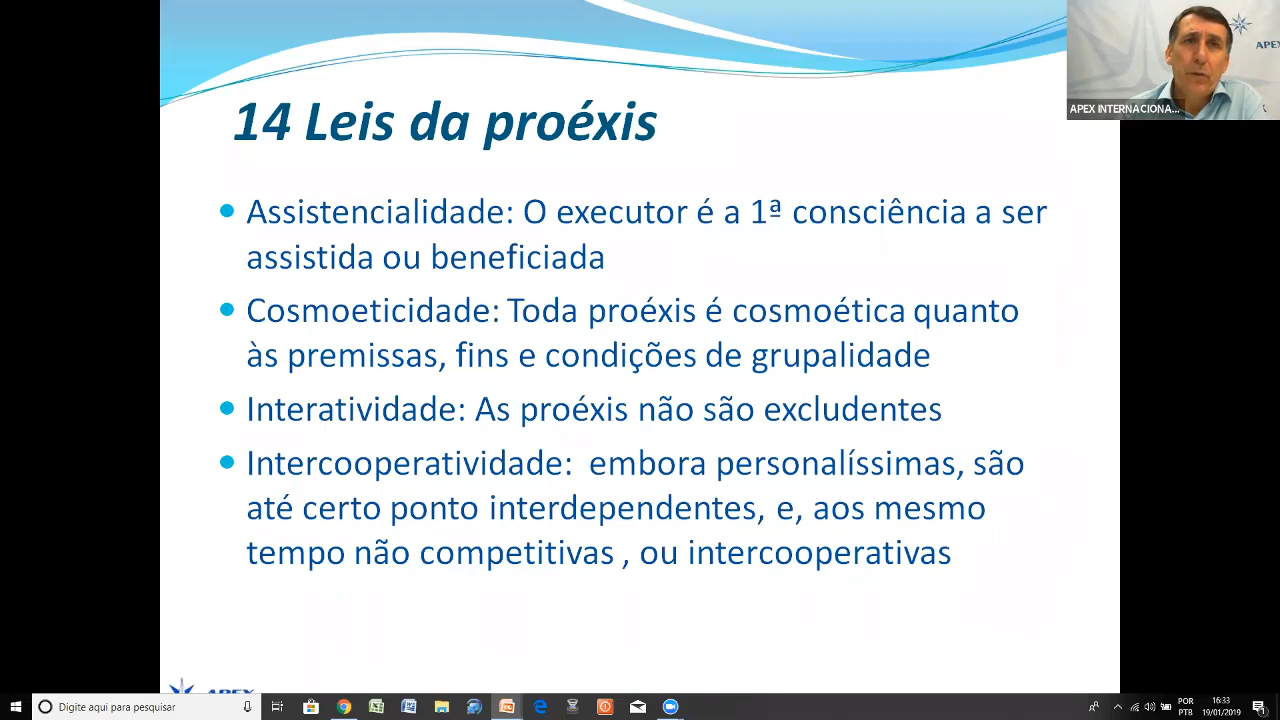 APEX
APEX INTERNACIONA...
14 Leis da proéxis
Assistencialidade: O executor é a 1ª consciência a ser
assistida ou beneficiada
Cosmoeticidade: Toda proéxis é cosmoética quanto
às premissas, fins e condições de grupalidade
Interatividade: As proéxis não são excludentes
Intercooperatividade: embora personalíssimas, são
até certo ponto interdependentes, e, aos mesmo
tempo não competitivas , ou intercooperativas
APEX
Digite aqui para pesquisar
POR
PTB
16:33
19/01/2019